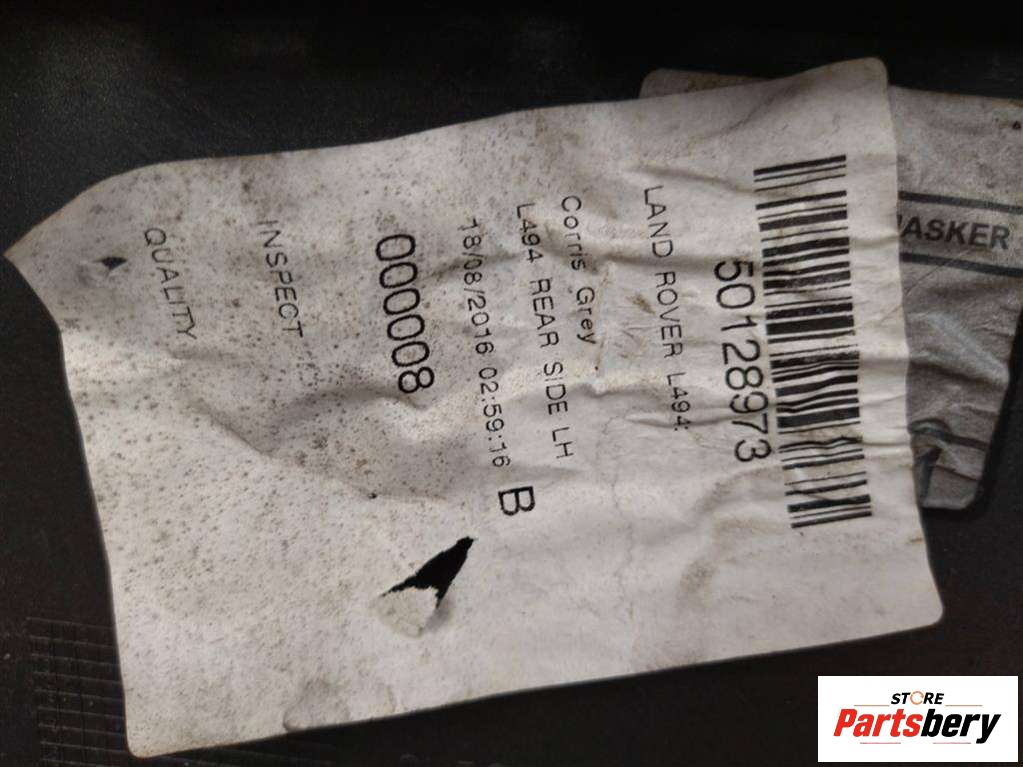 50128973
LAND ROVER L494:
Corris Grey
L494 REAR SIDE LH
18/08/2016 02:59:16 B
000008
INSPECT
QUALITY
ASKER
1
STORE
Partsbery